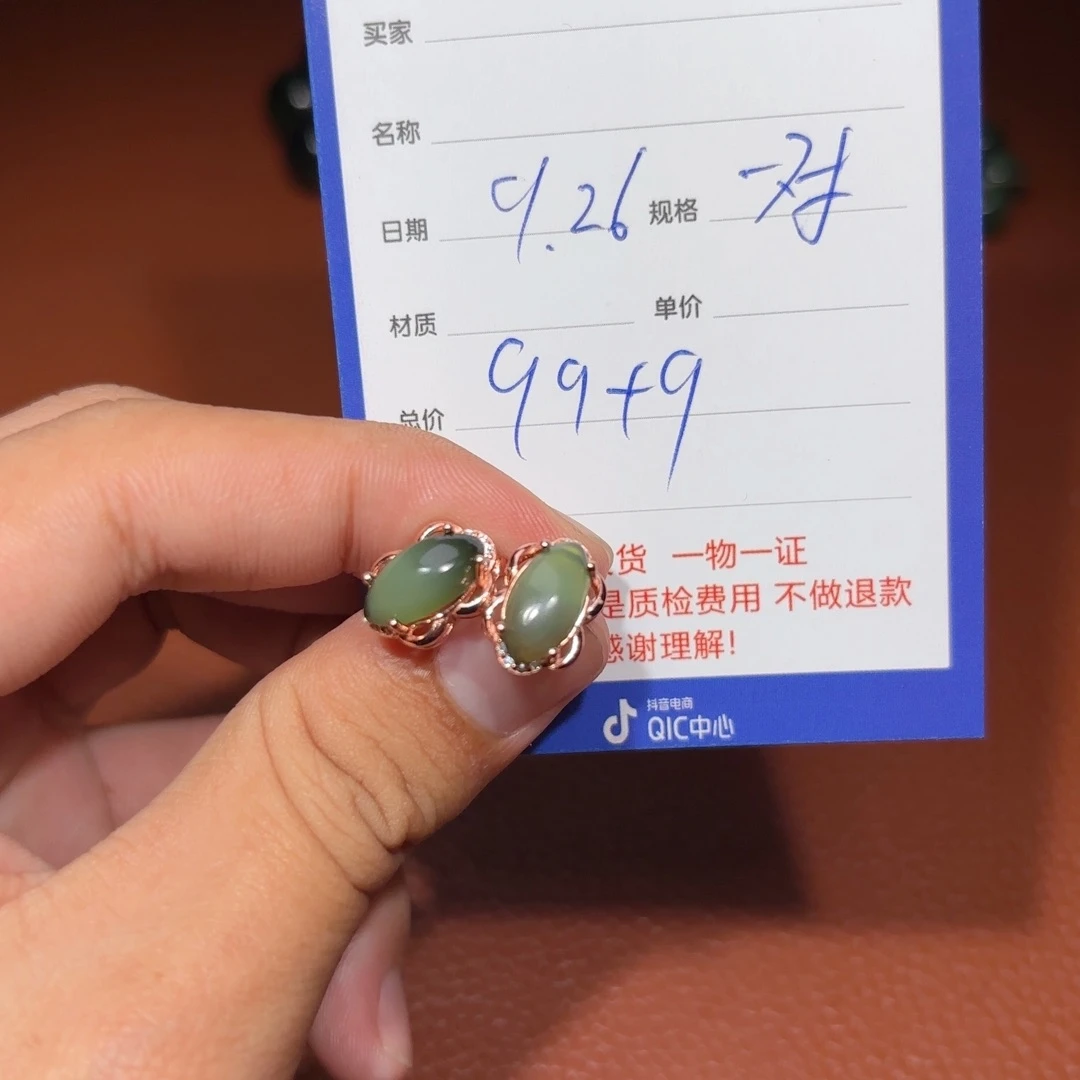 买家
名称
日期 9.26 规格 一对
材质 单价
总价 99+9
货 一物一证
是质检费用 不做退款
感谢理解!
抖音电商
QIC中心